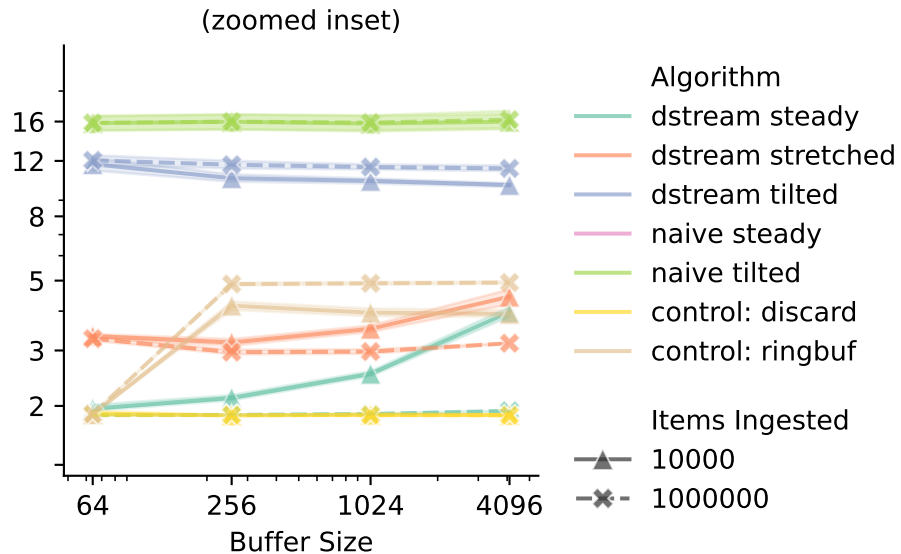 (zoomed inset)
16
12
8
5
3
2
64
256
1024
4096
Buffer Size
Algorithm
dstream steady
dstream stretched
dstream tilted
naive steady
naive tilted
control: discard
control: ringbuf
Items Ingested
10000
1000000